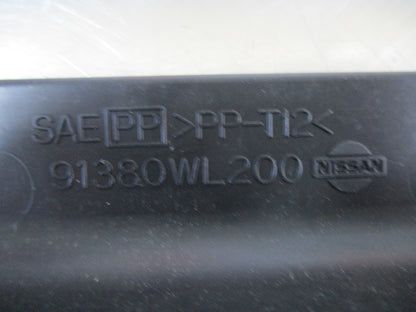 SAE PP >PP-T12<
91380WL200 NISSAN